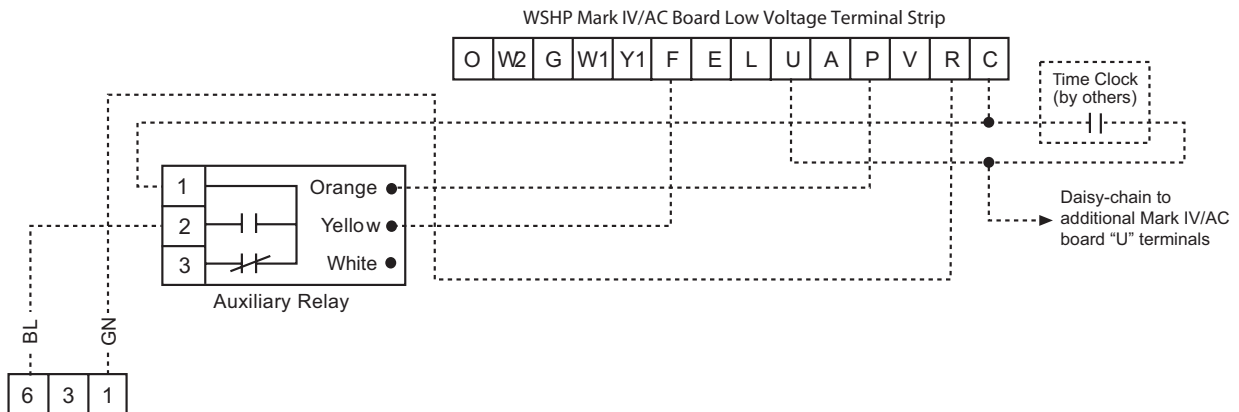 WSHP Mark IV/AC Board Low Voltage Terminal Strip
O W2 G W1 Y1 F E L U A P V R C
Time Clock
(by others)
1
2
3
Orange
Yellow
White
Auxiliary Relay
Daisy-chain to
additional Mark IV/AC
board “U” terminals
BL
GN
6 3 1